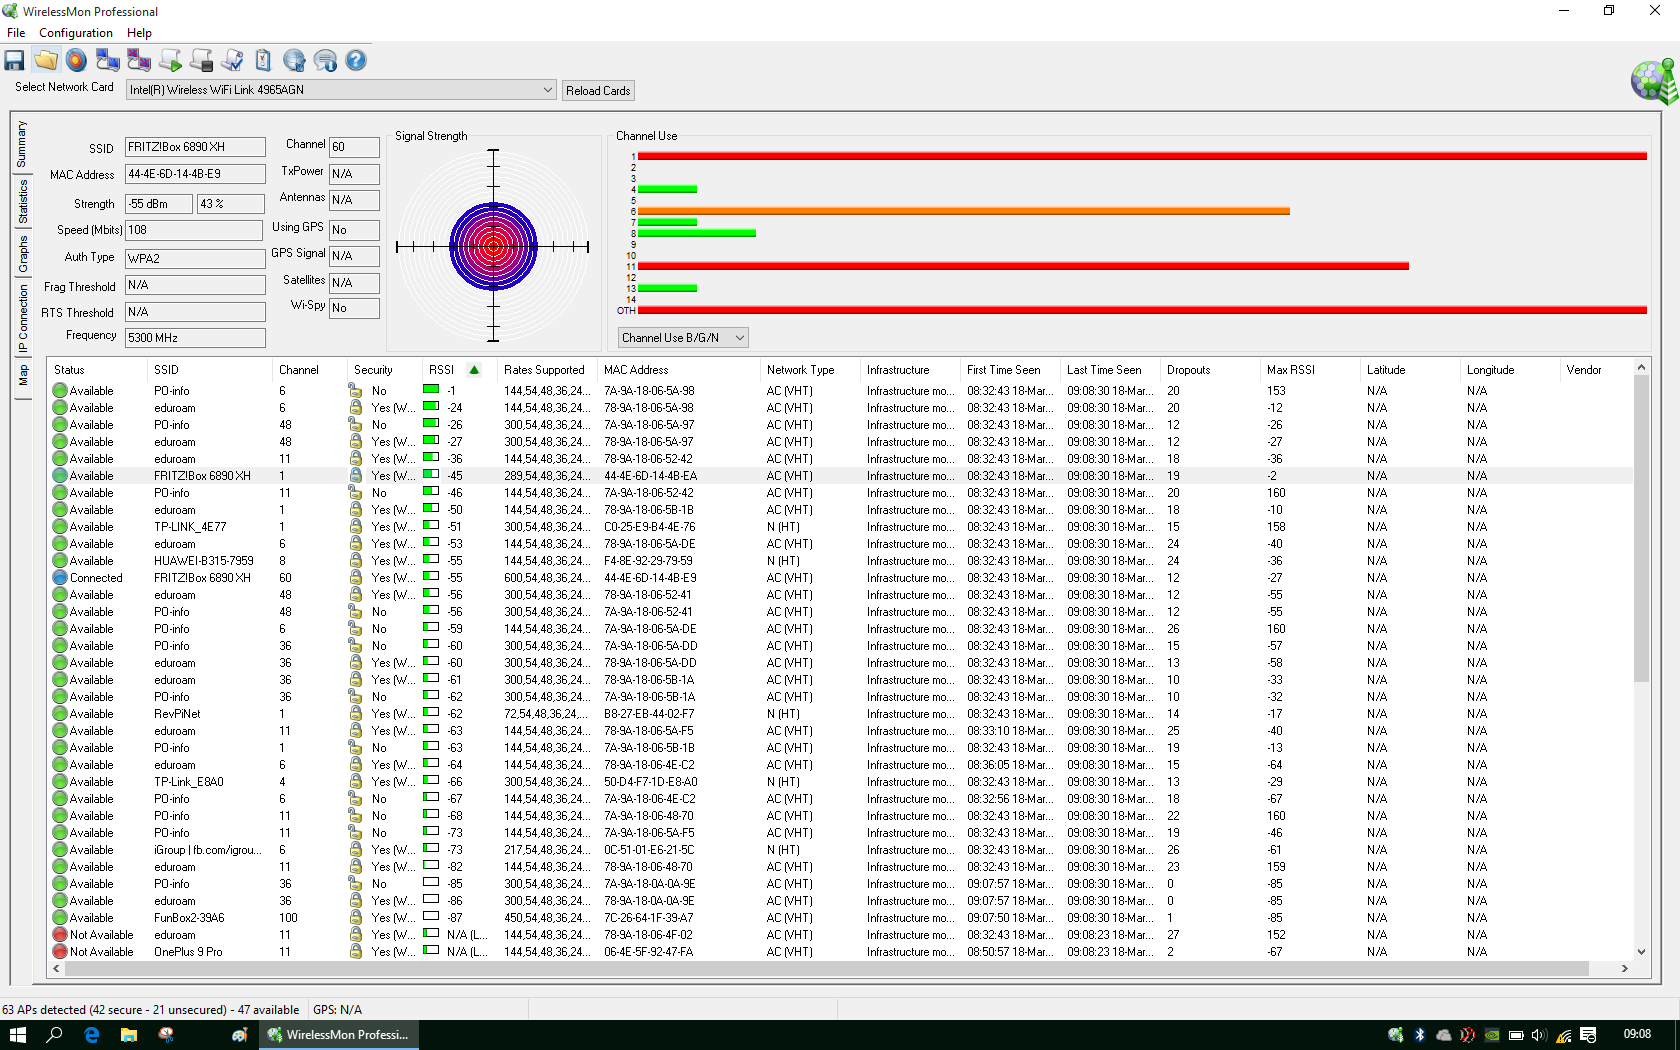 WirelessMon Professional
File Configuration Help
Select Network Card Intel(R) Wireless WiFi Link 4965AGN Reload Cards
Summary
Statistics
Graphs
IP Connection
Map
SSID FRITZ!Box 6890 XH
MAC Address 44-4E-6D-14-4B-E9
Strength -55 dBm 43 %
Speed (Mbits) 108
Auth Type WPA2
Frag Threshold N/A
RTS Threshold N/A
Frequency 5300 MHz
Channel 60
TxPower N/A
Antennas N/A
Using GPS No
GPS Signal N/A
Satellites N/A
Wi-Spy No
Signal Strength
Channel Use
1
2
3
4
5
6
7
8
9
10
11
12
13
14
OTH
Channel Use B/G/N
Status SSID Channel Security RSSI Rates Supported MAC Address Network Type Infrastructure First Time Seen Last Time Seen Dropouts Max RSSI Latitude Longitude Vendor
Available PO-info 6 No -1 144,54,48,36,24... 7A-9A-18-06-5A-98 AC (VHT) Infrastructure mo... 08:32:43 18-Mar... 09:08:30 18-Mar... 20 153 N/A N/A
Available eduroam 6 Yes (W... -24 144,54,48,36,24... 78-9A-18-06-5A-98 AC (VHT) Infrastructure mo... 08:32:43 18-Mar... 09:08:30 18-Mar... 20 -12 N/A N/A
Available PO-info 48 No -26 300,54,48,36,24... 7A-9A-18-06-5A-97 AC (VHT) Infrastructure mo... 08:32:43 18-Mar... 09:08:30 18-Mar... 12 -26 N/A N/A
Available eduroam 48 Yes (W... -27 300,54,48,36,24... 78-9A-18-06-5A-97 AC (VHT) Infrastructure mo... 08:32:43 18-Mar... 09:08:30 18-Mar... 12 -27 N/A N/A
Available eduroam 11 Yes (W... -36 144,54,48,36,24... 78-9A-18-06-52-42 AC (VHT) Infrastructure mo... 08:32:43 18-Mar... 09:08:30 18-Mar... 18 -36 N/A N/A
Available FRITZ!Box 6890 XH 1 Yes (W... -45 289,54,48,36,24... 44-4E-6D-14-4B-EA AC (VHT) Infrastructure mo... 08:32:43 18-Mar... 09:08:30 18-Mar... 19 -2 N/A N/A
Available PO-info 11 No -46 144,54,48,36,24... 7A-9A-18-06-52-42 AC (VHT) Infrastructure mo... 08:32:43 18-Mar... 09:08:30 18-Mar... 20 160 N/A N/A
Available eduroam 1 Yes (W... -50 144,54,48,36,24... 78-9A-18-06-5B-1B AC (VHT) Infrastructure mo... 08:32:43 18-Mar... 09:08:30 18-Mar... 18 -10 N/A N/A
Available TP-LINK_4E77 1 Yes (W... -51 300,54,48,36,24... C0-25-E9-B4-4E-76 N (HT) Infrastructure mo... 08:32:43 18-Mar... 09:08:30 18-Mar... 15 158 N/A N/A
Available eduroam 6 Yes (W... -53 144,54,48,36,24... 78-9A-18-06-5A-DE AC (VHT) Infrastructure mo... 08:32:43 18-Mar... 09:08:30 18-Mar... 24 -40 N/A N/A
Available HUAWEI-B315-7959 8 Yes (W... -55 144,54,48,36,24... F4-8E-92-29-79-59 N (HT) Infrastructure mo... 08:32:43 18-Mar... 09:08:30 18-Mar... 24 -36 N/A N/A
Connected FRITZ!Box 6890 XH 60 Yes (W... -55 600,54,48,36,24... 44-4E-6D-14-4B-E9 AC (VHT) Infrastructure mo... 08:32:43 18-Mar... 09:08:30 18-Mar... 12 -27 N/A N/A
Available eduroam 48 Yes (W... -56 300,54,48,36,24... 78-9A-18-06-52-41 AC (VHT) Infrastructure mo... 08:32:43 18-Mar... 09:08:30 18-Mar... 12 -55 N/A N/A
Available PO-info 48 No -56 300,54,48,36,24... 7A-9A-18-06-52-41 AC (VHT) Infrastructure mo... 08:32:43 18-Mar... 09:08:30 18-Mar... 12 -55 N/A N/A
Available PO-info 6 No -59 144,54,48,36,24... 7A-9A-18-06-5A-DE AC (VHT) Infrastructure mo... 08:32:43 18-Mar... 09:08:30 18-Mar... 26 160 N/A N/A
Available PO-info 36 No -60 300,54,48,36,24... 7A-9A-18-06-5A-DD AC (VHT) Infrastructure mo... 08:32:43 18-Mar... 09:08:30 18-Mar... 15 -57 N/A N/A
Available eduroam 36 Yes (W... -60 300,54,48,36,24... 78-9A-18-06-5A-DD AC (VHT) Infrastructure mo... 08:32:43 18-Mar... 09:08:30 18-Mar... 13 -58 N/A N/A
Available eduroam 36 Yes (W... -61 300,54,48,36,24... 78-9A-18-06-5B-1A AC (VHT) Infrastructure mo... 08:32:43 18-Mar... 09:08:30 18-Mar... 10 -33 N/A N/A
Available PO-info 36 No -62 300,54,48,36,24... 7A-9A-18-06-5B-1A AC (VHT) Infrastructure mo... 08:32:43 18-Mar... 09:08:30 18-Mar... 10 -32 N/A N/A
Available RevPiNet 1 Yes (W... -62 72,54,48,36,24,... B8-27-EB-44-02-F7 N (HT) Infrastructure mo... 08:32:43 18-Mar... 09:08:30 18-Mar... 14 -17 N/A N/A
Available eduroam 11 Yes (W... -63 144,54,48,36,24... 78-9A-18-06-5A-F5 AC (VHT) Infrastructure mo... 08:33:10 18-Mar... 09:08:30 18-Mar... 25 -40 N/A N/A
Available PO-info 1 No -63 144,54,48,36,24... 7A-9A-18-06-5B-1B AC (VHT) Infrastructure mo... 08:32:43 18-Mar... 09:08:30 18-Mar... 19 -13 N/A N/A
Available eduroam 6 Yes (W... -64 144,54,48,36,24... 78-9A-18-06-4E-C2 AC (VHT) Infrastructure mo... 08:36:05 18-Mar... 09:08:30 18-Mar... 15 -64 N/A N/A
Available TP-Link_E8A0 4 Yes (W... -66 300,54,48,36,24... 50-D4-F7-1D-E8-A0 N (HT) Infrastructure mo... 08:32:43 18-Mar... 09:08:30 18-Mar... 13 -29 N/A N/A
Available PO-info 6 No -67 144,54,48,36,24... 7A-9A-18-06-4E-C2 AC (VHT) Infrastructure mo... 08:32:56 18-Mar... 09:08:30 18-Mar... 18 -67 N/A N/A
Available PO-info 11 No -68 144,54,48,36,24... 7A-9A-18-06-48-70 AC (VHT) Infrastructure mo... 08:32:43 18-Mar... 09:08:30 18-Mar... 22 160 N/A N/A
Available PO-info 11 No -73 144,54,48,36,24... 7A-9A-18-06-5A-F5 AC (VHT) Infrastructure mo... 08:32:43 18-Mar... 09:08:30 18-Mar... 19 -46 N/A N/A
Available iGroup | fb.com/igrou... 6 Yes (W... -73 217,54,48,36,24... 0C-51-01-E6-21-5C N (HT) Infrastructure mo... 08:32:43 18-Mar... 09:08:30 18-Mar... 26 -61 N/A N/A
Available eduroam 11 Yes (W... -82 144,54,48,36,24... 78-9A-18-06-48-70 AC (VHT) Infrastructure mo... 08:32:43 18-Mar... 09:08:30 18-Mar... 23 159 N/A N/A
Available PO-info 36 No -85 300,54,48,36,24... 7A-9A-18-0A-0A-9E AC (VHT) Infrastructure mo... 09:07:57 18-Mar... 09:08:30 18-Mar... 0 -85 N/A N/A
Available eduroam 36 Yes (W... -86 300,54,48,36,24... 78-9A-18-0A-0A-9E AC (VHT) Infrastructure mo... 09:07:57 18-Mar... 09:08:30 18-Mar... 0 -85 N/A N/A
Available FunBox2-39A6 100 Yes (W... -87 450,54,48,36,24... 7C-26-64-1F-39-A7 AC (VHT) Infrastructure mo... 09:07:50 18-Mar... 09:08:30 18-Mar... 1 -85 N/A N/A
Not Available eduroam 11 Yes (W... N/A (L... 144,54,48,36,24... 78-9A-18-06-4F-02 AC (VHT) Infrastructure mo... 08:32:43 18-Mar... 09:08:23 18-Mar... 27 152 N/A N/A
Not Available OnePlus 9 Pro 11 Yes (W... N/A (L... 144,54,48,36,24... 06-4E-5F-92-47-FA AC (VHT) Infrastructure mo... 08:50:57 18-Mar... 09:08:23 18-Mar... 2 -67 N/A N/A
63 APs detected (42 secure - 21 unsecured) - 47 available GPS: N/A
WirelessMon Professi... 09:08